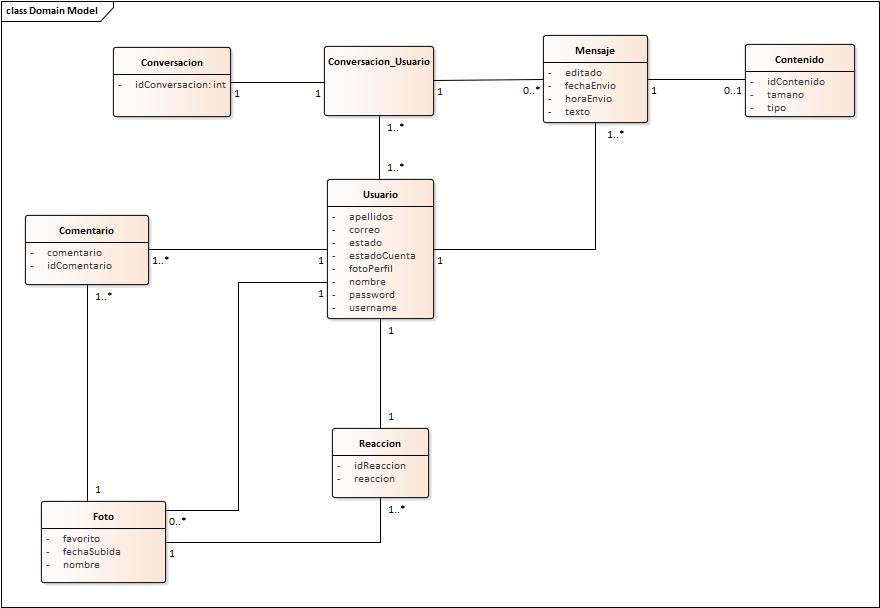 class Domain Model
Conversacion
- idConversacion: int
1
1
Conversacion_Usuario
1
0..*
Mensaje
- editado
- fechaEnvio
- horaEnvio
- texto
1
0..1
Contenido
- idContenido
- tamano
- tipo
1..*
1..*
1..*
Usuario
- apellidos
- correo
- estado
- estadoCuenta
- fotoPerfil
- nombre
- password
- username
Comentario
- comentario
- idComentario
1..*
1
1
1..*
1
1
1
Reaccion
- idReaccion
- reaccion
1
1..*
Foto
- favorito
- fechaSubida
- nombre
0..*
1